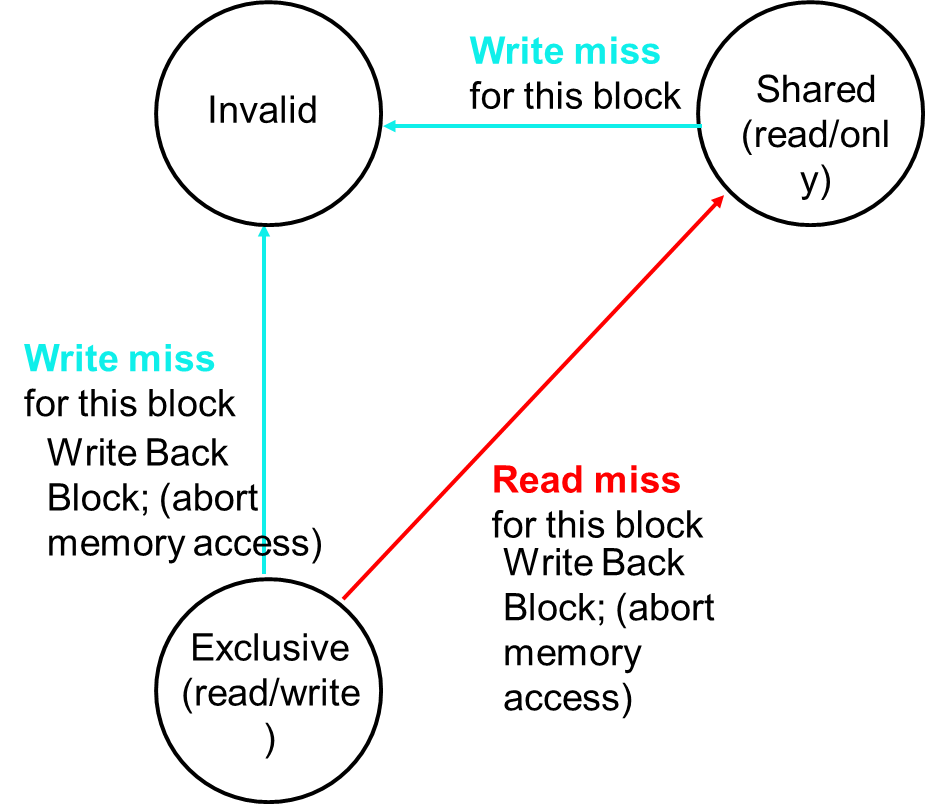 Invalid
Write miss
for this block
Shared
(read/onl
y)
Write miss
for this block
Write Back
Block; (abort
memory access)
Read miss
for this block
Write Back
Block; (abort
memory
access)
Exclusive
(read/write
)